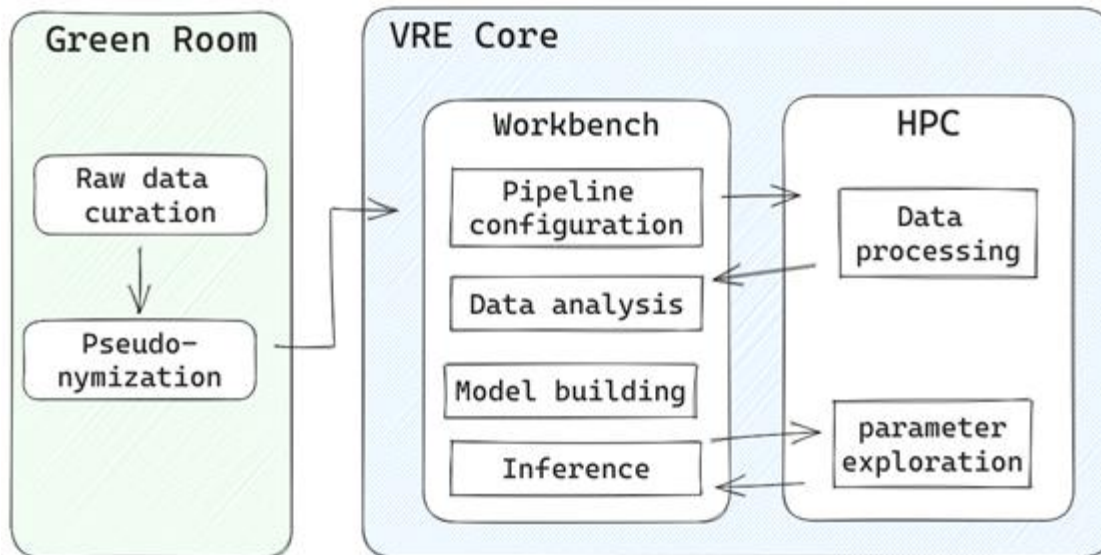 Green Room
Raw data
curation
Pseudo-
nymization
VRE Core
Workbench
Pipeline
configuration
Data analysis
Model building
Inference
HPC
Data
processing
parameter
exploration